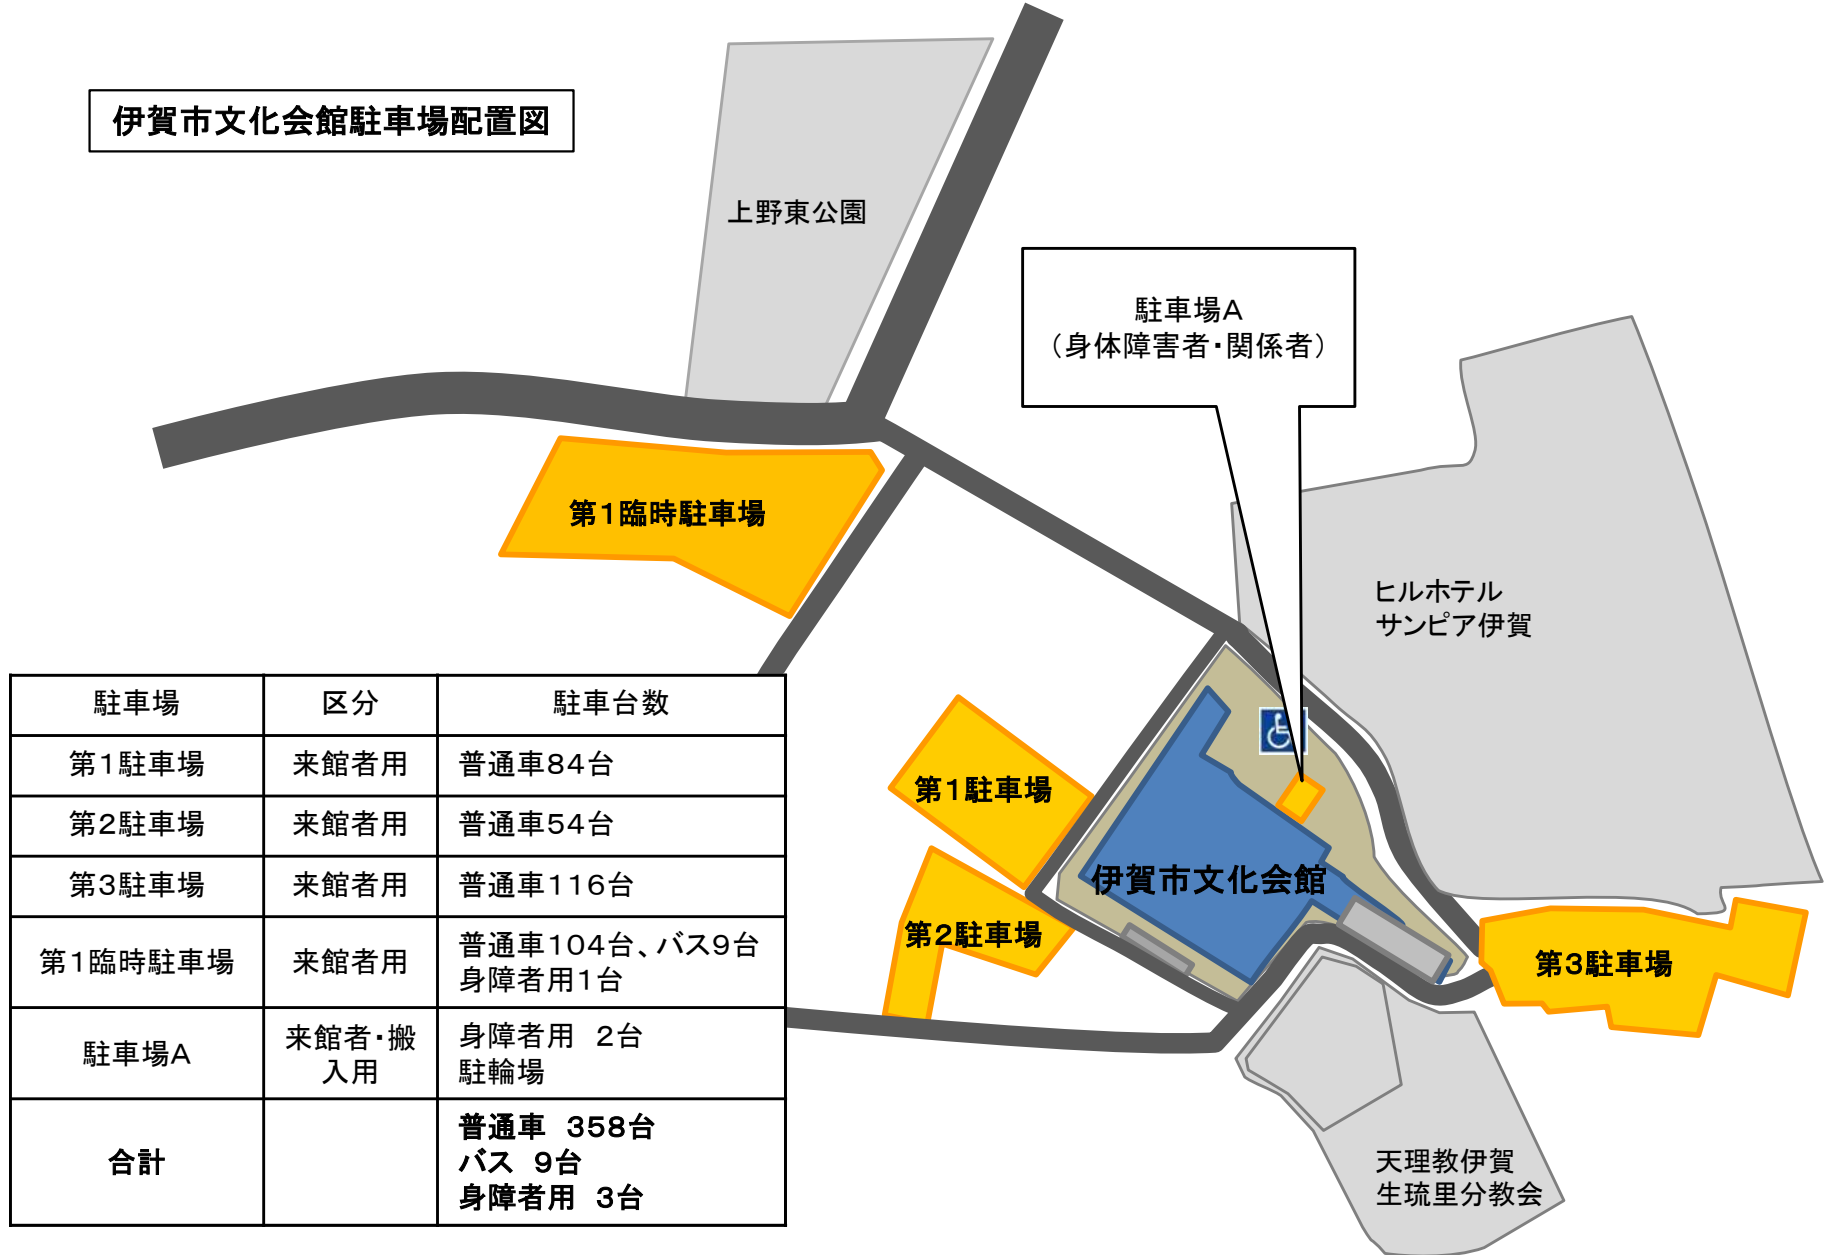 伊賀市文化会館駐車場配置図
上野東公園
駐車場A
（身体障害者・関係者）
第1臨時駐車場
ヒルホテル
サンピア伊賀
第1駐車場
伊賀市文化会館
第2駐車場
第3駐車場
天理教伊賀
生琉里分教会
駐車場 区分 駐車台数
第1駐車場 来館者用 普通車84台
第2駐車場 来館者用 普通車54台
第3駐車場 来館者用 普通車116台
第1臨時駐車場 来館者用 普通車104台、バス9台
身障者用1台
駐車場A 来館者・搬入用 身障者用 2台
駐輪場
合計 普通車 358台
バス 9台
身障者用 3台